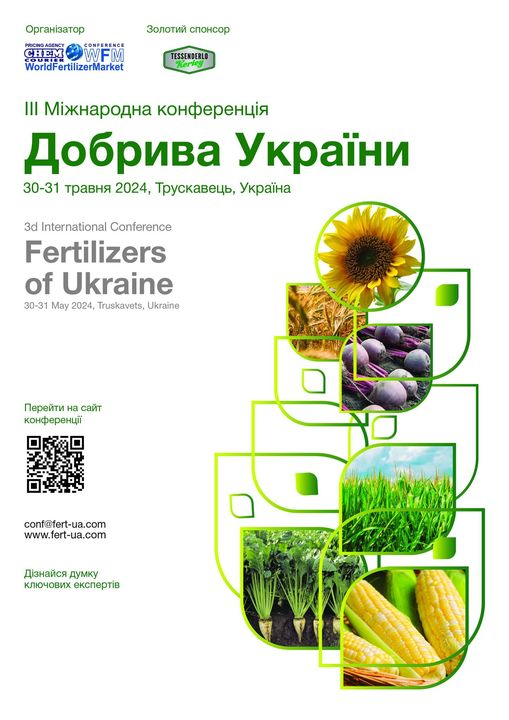 Організатор
Золотий спонсор
PRICING AGENCY
CHEM
COURIER
CONFERENCE
WFM
WorldFertilizerMarket
TESSENDERLO
Kerley
III Міжнародна конференція
Добрива України
30-31 травня 2024, Трускавець, Україна
3d International Conference
Fertilizers
of Ukraine
30-31 May 2024, Truskavets, Ukraine
Перейти на сайт
конференції
conf@fert-ua.com
www.fert-ua.com
Дізнайся думку
ключових експертів